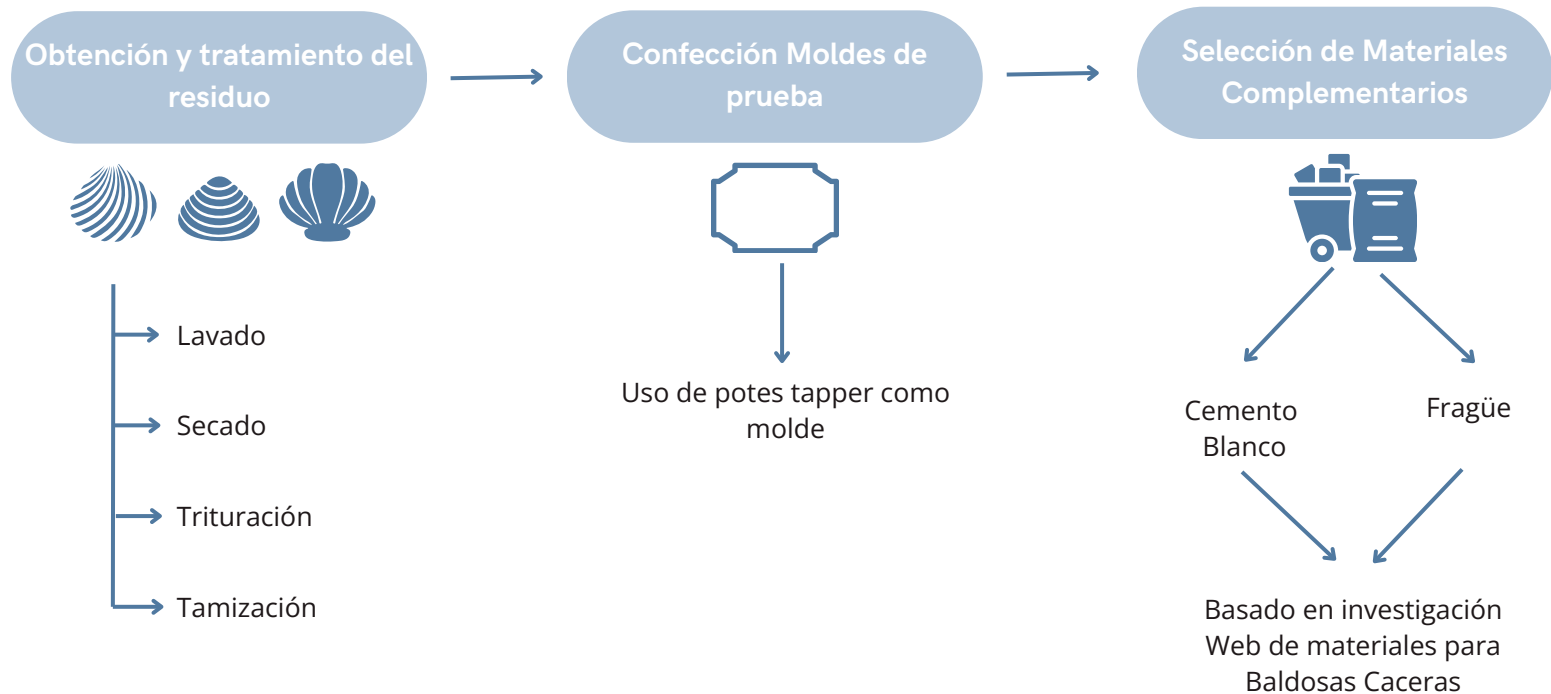 Obtención y tratamiento del
residuo
Confección Moldes de
prueba
Selección de Materiales
Complementarios
Lavado
Secado
Trituración
Tamización
Uso de potes tapper como
molde
Cemento
Blanco
Fragüe
Basado en investigación
Web de materiales para
Baldosas Caceras